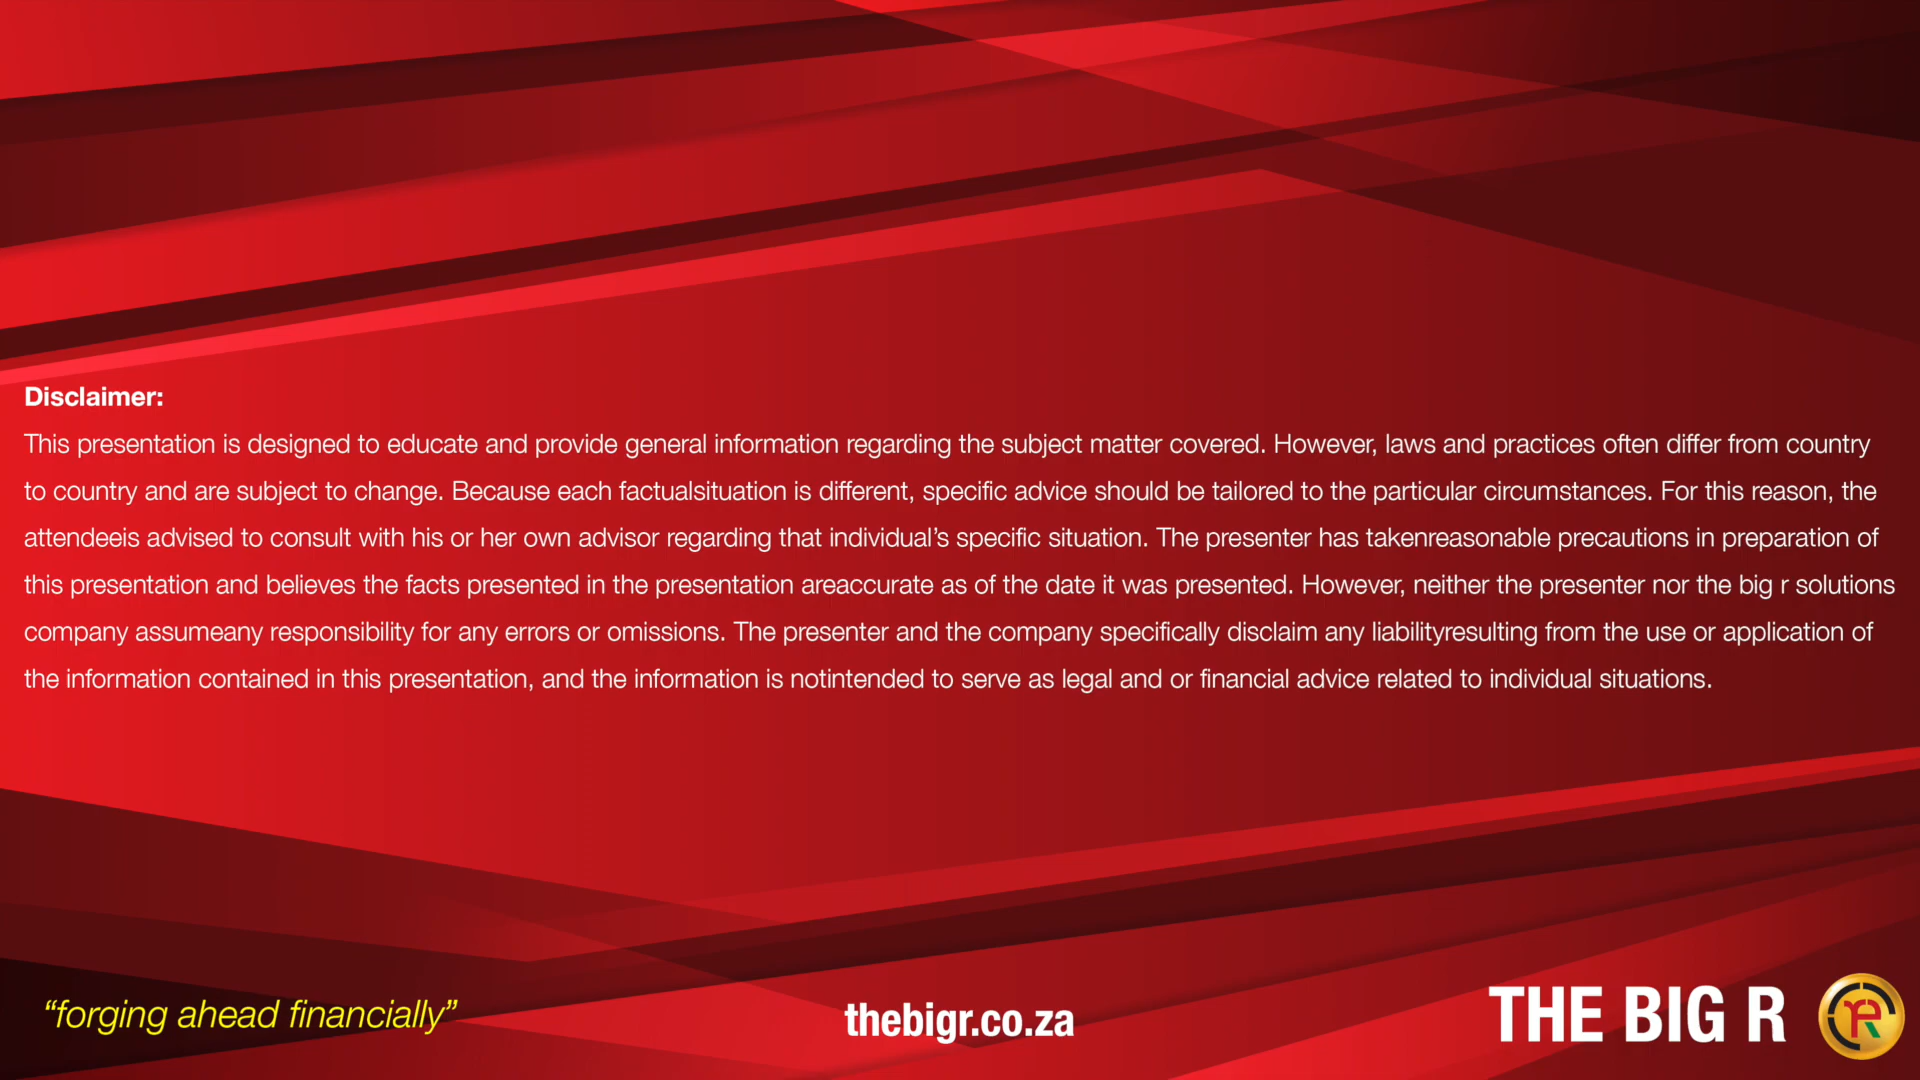 Disclaimer:
This presentation is designed to educate and provide general information regarding the subject matter covered. However, laws and practices often differ from country
to country and are subject to change. Because each factualsituation is different, specific advice should be tailored to the particular circumstances. For this reason, the
attendeeis advised to consult with his or her own advisor regarding that individual’s specific situation. The presenter has takenreasonable precautions in preparation of
this presentation and believes the facts presented in the presentation areaccurate as of the date it was presented. However, neither the presenter nor the big r solutions
company assumeany responsibility for any errors or omissions. The presenter and the company specifically disclaim any liabilityresulting from the use or application of
the information contained in this presentation, and the information is notintended to serve as legal and or financial advice related to individual situations.
“forging ahead financially”
thebigr.co.za
THE BIG R